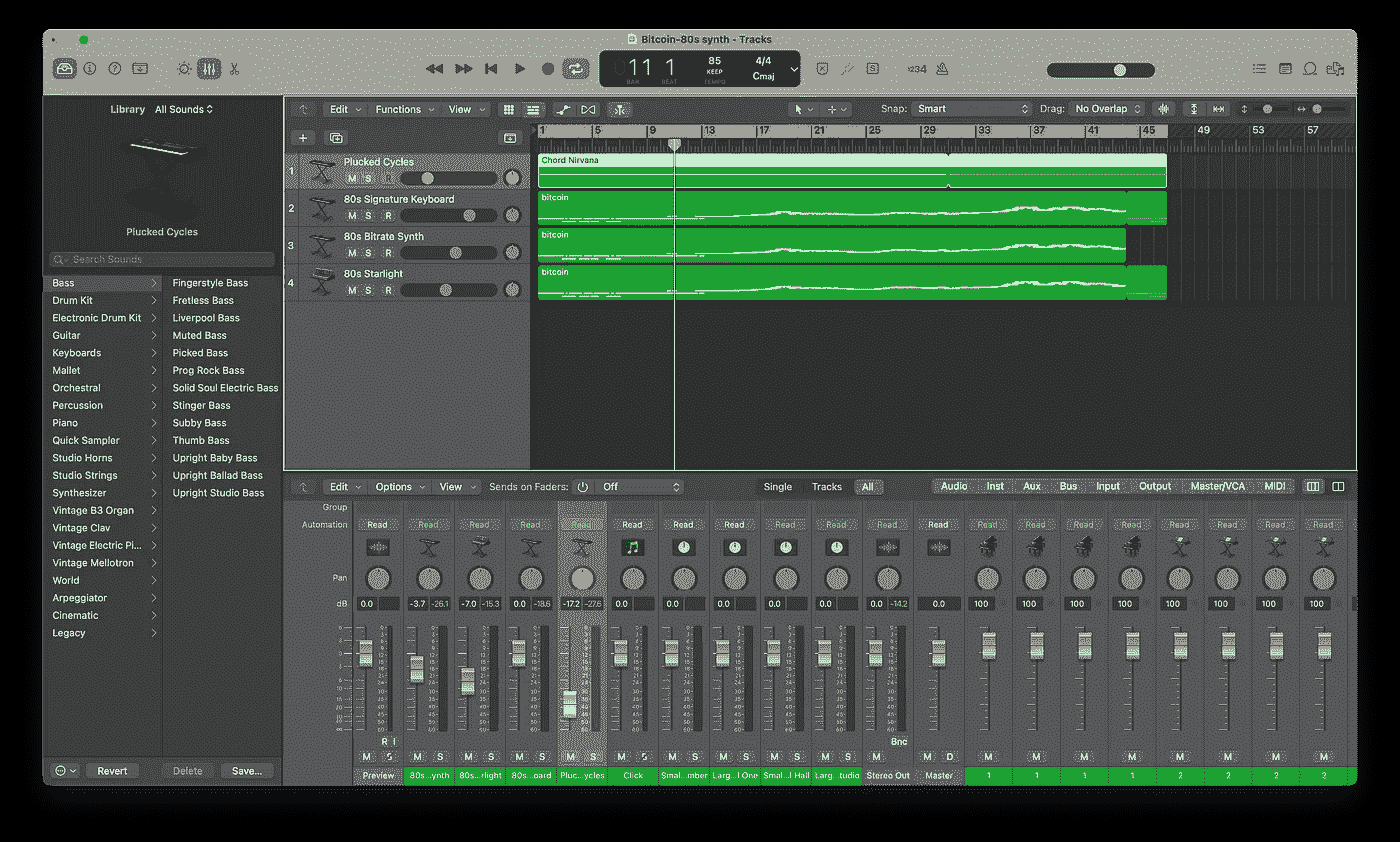 Bitcoin-80s synth - Tracks
11 1
BAR BEAT
85
KEEP
TEMPO
4/4
Cmaj
1234
Library All Sounds
Plucked Cycles
Search Sounds
Bass
Drum Kit
Electronic Drum Kit
Guitar
Keyboards
Mallet
Orchestral
Percussion
Piano
Quick Sampler
Studio Horns
Studio Strings
Synthesizer
Vintage B3 Organ
Vintage Clav
Vintage Electric Pi...
Vintage Mellotron
World
Arpeggiator
Cinematic
Legacy
Fingerstyle Bass
Fretless Bass
Liverpool Bass
Muted Bass
Picked Bass
Prog Rock Bass
Solid Soul Electric Bass
Stinger Bass
Subby Bass
Thumb Bass
Upright Baby Bass
Upright Ballad Bass
Upright Studio Bass
Revert Delete Save...
Edit Functions View Snap: Smart Drag: No Overlap
1 5 9 13 17 21 25 29 33 37 41 45 49 53 57
1 Plucked Cycles
M S R
2 80s Signature Keyboard
M S R
3 80s Bitrate Synth
M S R
4 80s Starlight
M S R
Chord Nirvana
bitcoin
bitcoin
bitcoin
Edit Options View Sends on Faders: Off Single Tracks All Audio Inst Aux Bus Input Output Master/VCA MIDI
Group
Automation Read Read Read Read Read Read Read Read Read Read Read Read Read Read Read Read Read Read Read Read
Pan
dB 0.0 -3.7 -26.1 -7.0 -15.3 0.0 -18.6 -17.2 -27.6 0.0 0.0 0.0 0.0 0.0 0.0 -14.2 0.0 100 100 100 100 100 100 100 100
R I Bnc
M S M S M S M S M S M S M S M S M S M S M M D M M M M M M M M
Preview 80s...ynth 80s...rlight 80s...oard Pluc...ycles Click Smal...mber Larg...l One Smal...l Hall Larg...tudio Stereo Out Master 1 1 1 1 2 2 2 2